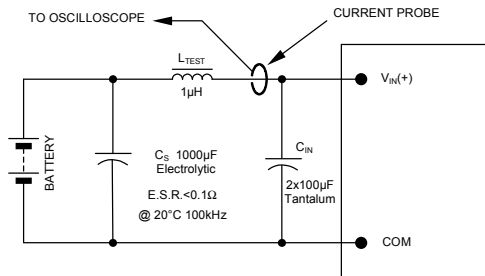 TO OSCILLOSCOPE
CURRENT PROBE
LTEST
1µH
VIN(+)
BATTERY
CS 1000µF
Electrolytic
E.S.R.<0.1Ω
@ 20°C 100kHz
CIN
2x100µF
Tantalum
COM